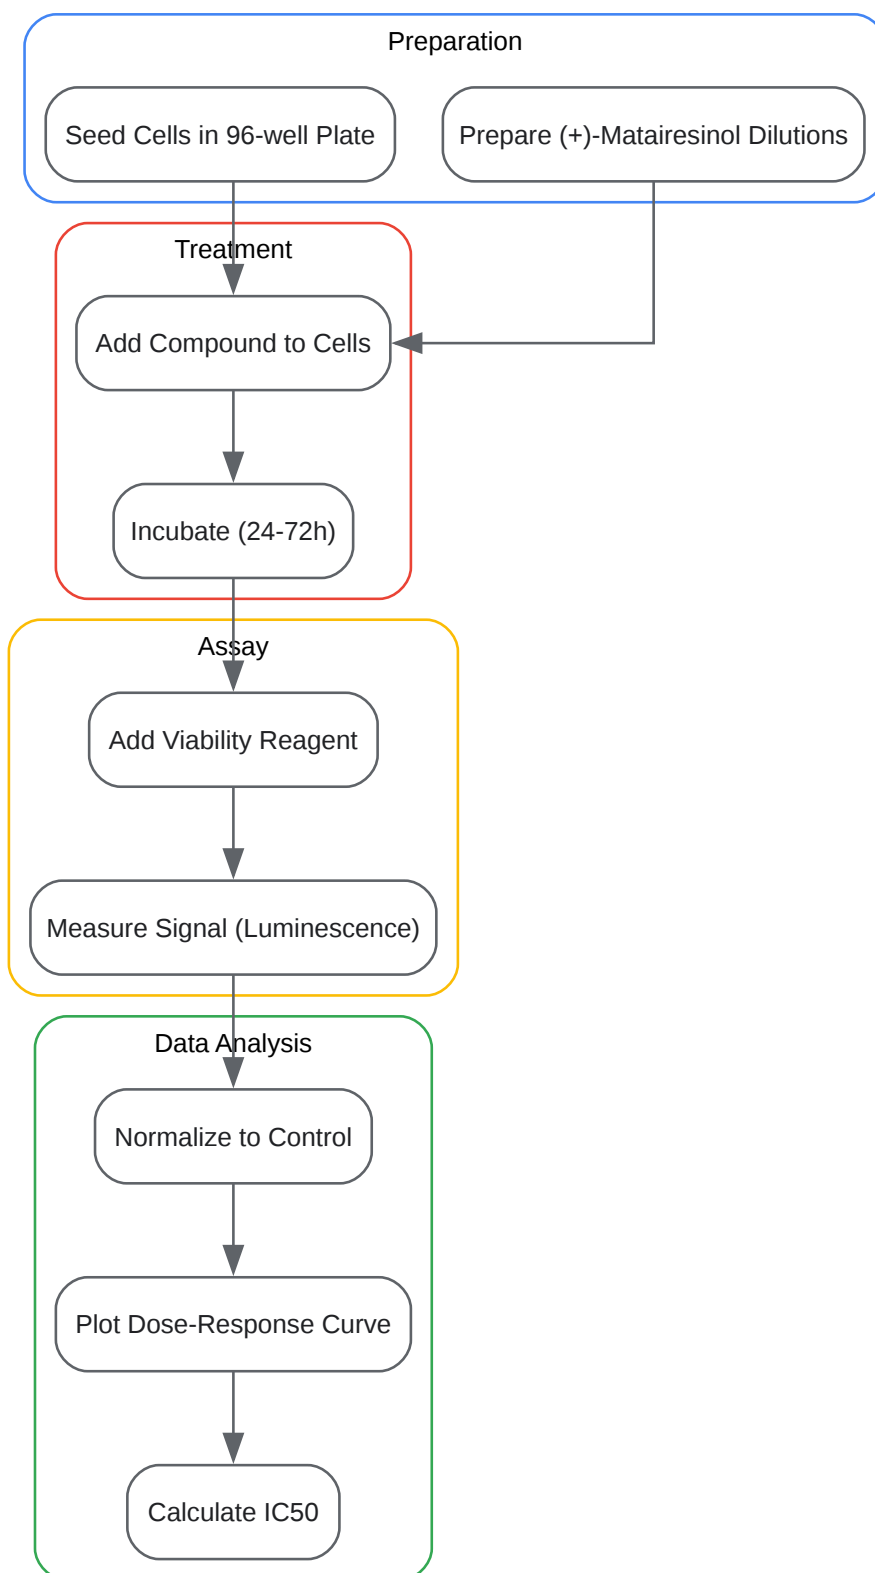 Preparation
Seed Cells in 96-well Plate
Prepare (+)-Matairesinol Dilutions
Treatment
Add Compound to Cells
Incubate (24-72h)
Assay
Add Viability Reagent
Measure Signal (Luminescence)
Data Analysis
Normalize to Control
Plot Dose-Response Curve
Calculate IC50